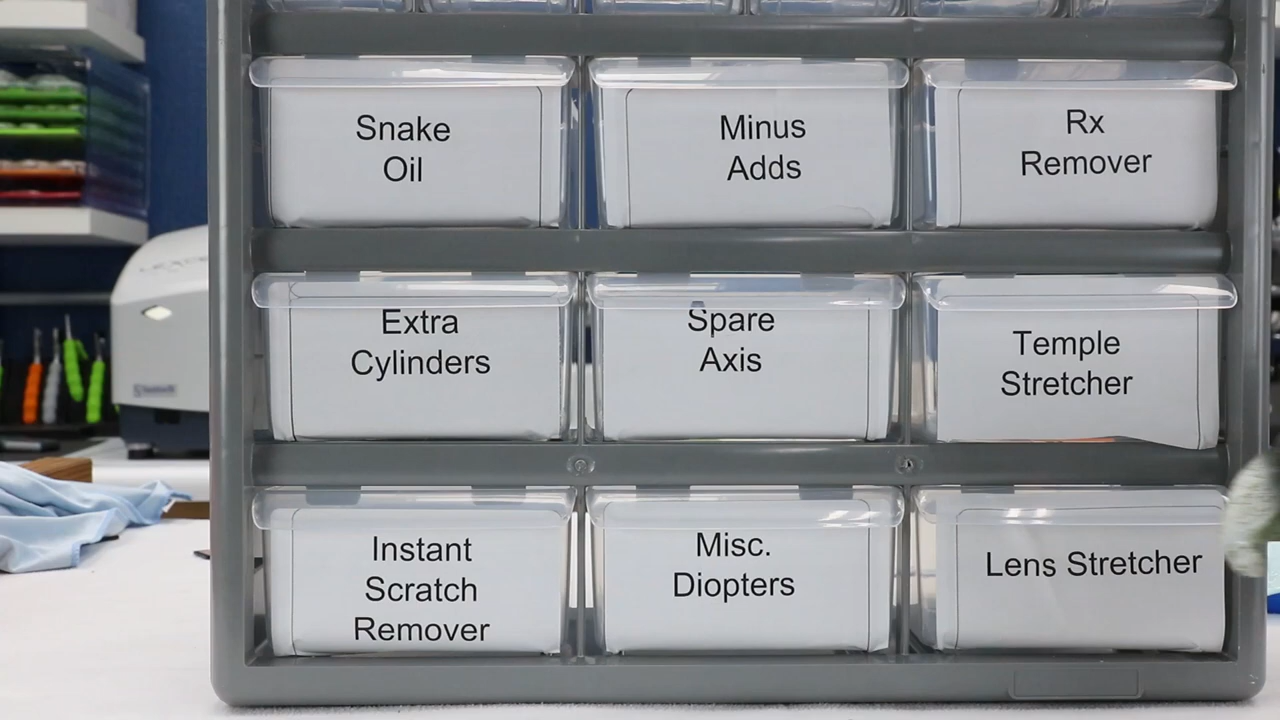 Snake
Oil
Minus
Adds
Rx
Remover
Extra
Cylinders
Spare
Axis
Temple
Stretcher
Instant
Scratch
Remover
Misc.
Diopters
Lens Stretcher